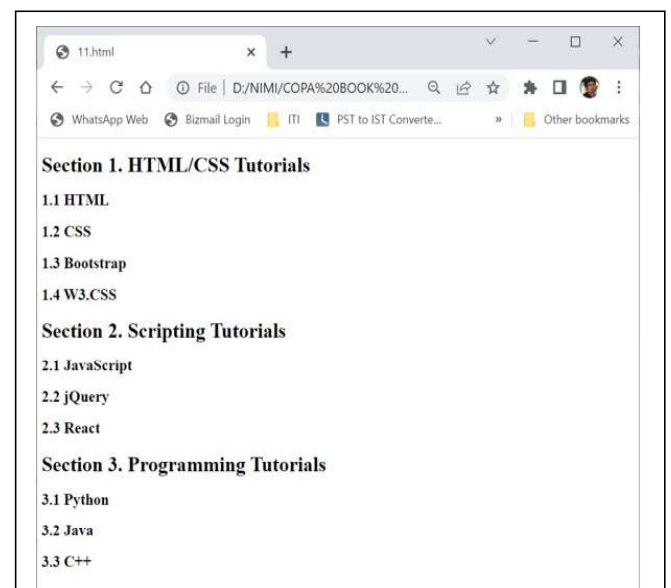 11.html
File | D:/NIMI/COPA%20BOOK%20...
WhatsApp Web Bizmail Login ITI PST to IST Converte... » Other bookmarks
Section 1. HTML/CSS Tutorials
1.1 HTML
1.2 CSS
1.3 Bootstrap
1.4 W3.CSS
Section 2. Scripting Tutorials
2.1 JavaScript
2.2 jQuery
2.3 React
Section 3. Programming Tutorials
3.1 Python
3.2 Java
3.3 C++